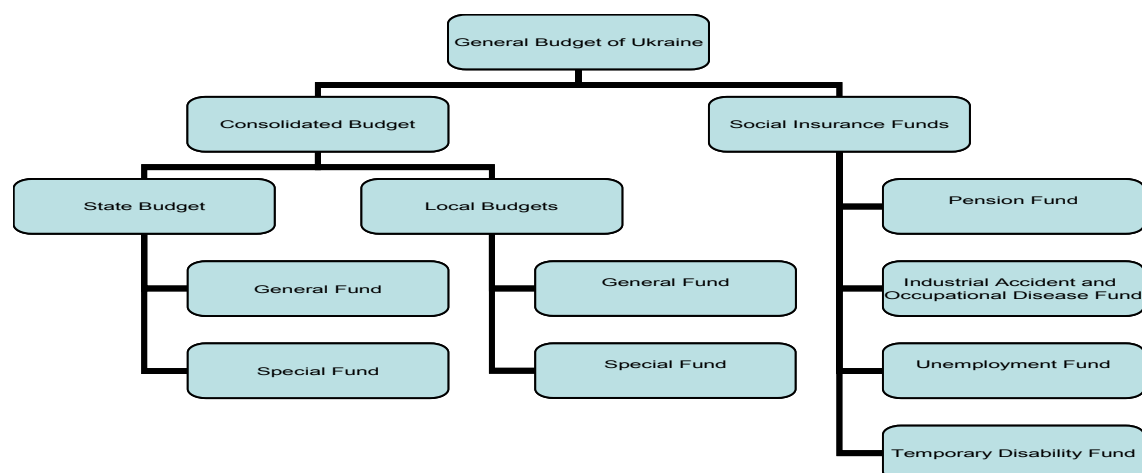 General Budget of Ukraine
Consolidated Budget
Social Insurance Funds
State Budget
Local Budgets
Pension Fund
General Fund
General Fund
Industrial Accident and
Occupational Disease Fund
Special Fund
Special Fund
Unemployment Fund
Temporary Disability Fund